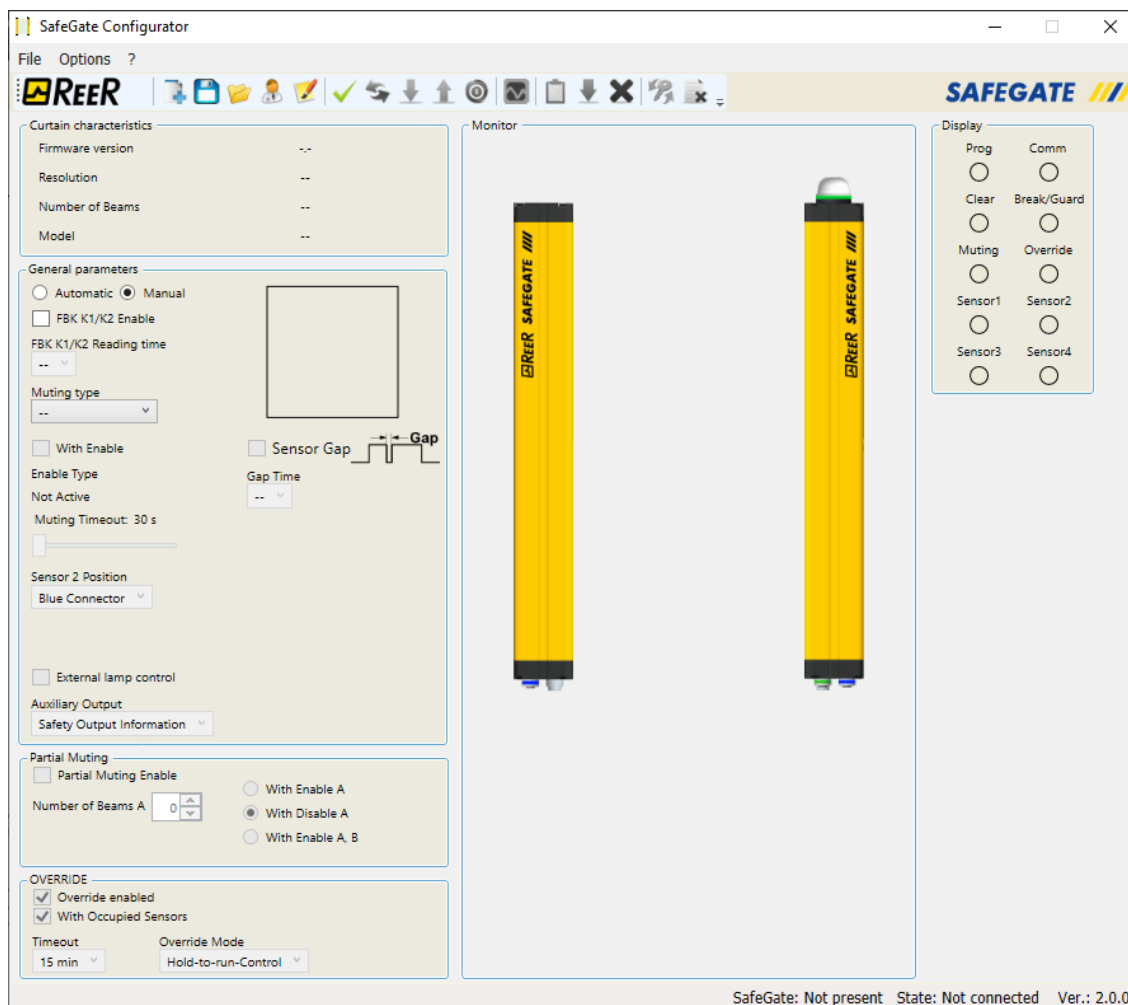 SafeGate Configurator
File Options ?
REER SAFEGATE
Curtain characteristics
Firmware version -.-
Resolution --
Number of Beams --
Model --
General parameters
Automatic Manual
FBK K1/K2 Enable
FBK K1/K2 Reading time
--
Muting type
--
With Enable
Sensor Gap
Gap
Enable Type
Gap Time
Not Active
--
Muting Timeout: 30 s
Sensor 2 Position
Blue Connector
External lamp control
Auxiliary Output
Safety Output Information
Partial Muting
Partial Muting Enable
Number of Beams A 0
With Enable A
With Disable A
With Enable A, B
OVERRIDE
Override enabled
With Occupied Sensors
Timeout Override Mode
15 min Hold-to-run-Control
Monitor
REER SAFEGATE
REER SAFEGATE
Display
Prog Comm
Clear Break/Guard
Muting Override
Sensor1 Sensor2
Sensor3 Sensor4
SafeGate: Not present State: Not connected Ver.: 2.0.0